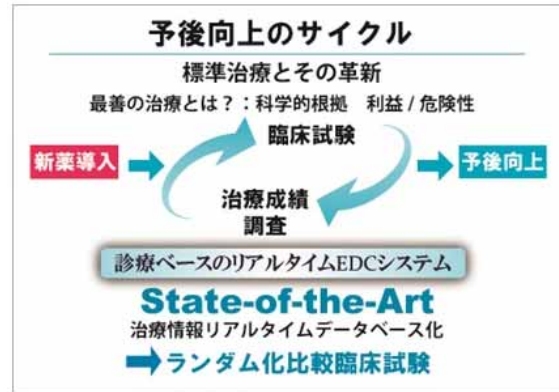 予後向上のサイクル
標準治療とその革新
最善の治療とは？：科学的根拠　利益 / 危険性
臨床試験
新薬導入
予後向上
治療成績
調査
診療ベースのリアルタイムEDCシステム
State-of-the-Art
治療情報リアルタイムデータベース化
ランダム化比較臨床試験